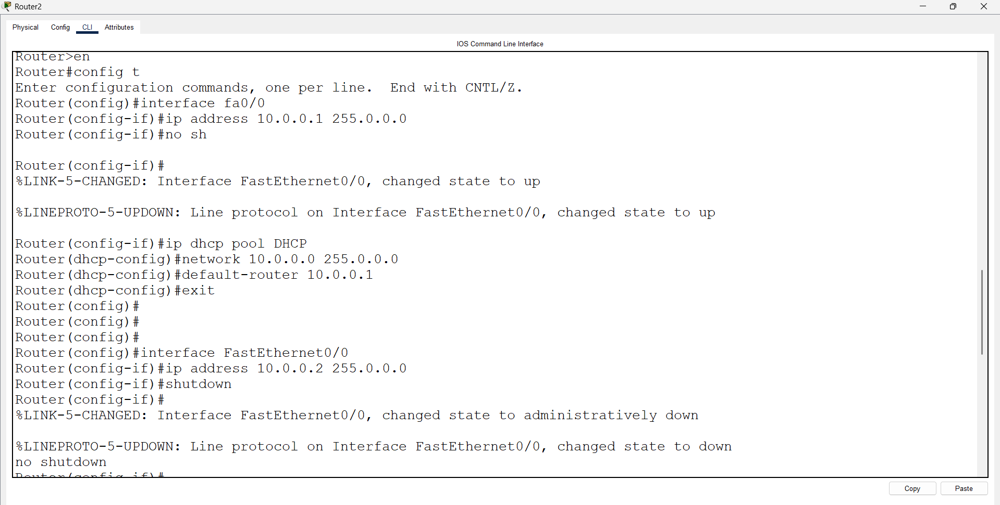 Router2
Physical Config CLI Attributes
IOS Command Line Interface
Router>en
Router#config t
Enter configuration commands, one per line.  End with CNTL/Z.
Router(config)#interface fa0/0
Router(config-if)#ip address 10.0.0.1 255.0.0.0
Router(config-if)#no sh
Router(config-if)#
%LINK-5-CHANGED: Interface FastEthernet0/0, changed state to up
%LINEPROTO-5-UPDOWN: Line protocol on Interface FastEthernet0/0, changed state to up
Router(config-if)#ip dhcp pool DHCP
Router(dhcp-config)#network 10.0.0.0 255.0.0.0
Router(dhcp-config)#default-router 10.0.0.1
Router(dhcp-config)#exit
Router(config)#
Router(config)#
Router(config)#
Router(config)#interface FastEthernet0/0
Router(config-if)#ip address 10.0.0.2 255.0.0.0
Router(config-if)#shutdown
Router(config-if)#
%LINK-5-CHANGED: Interface FastEthernet0/0, changed state to administratively down
%LINEPROTO-5-UPDOWN: Line protocol on Interface FastEthernet0/0, changed state to down
no shutdown
Router(config-if)#
Copy Paste